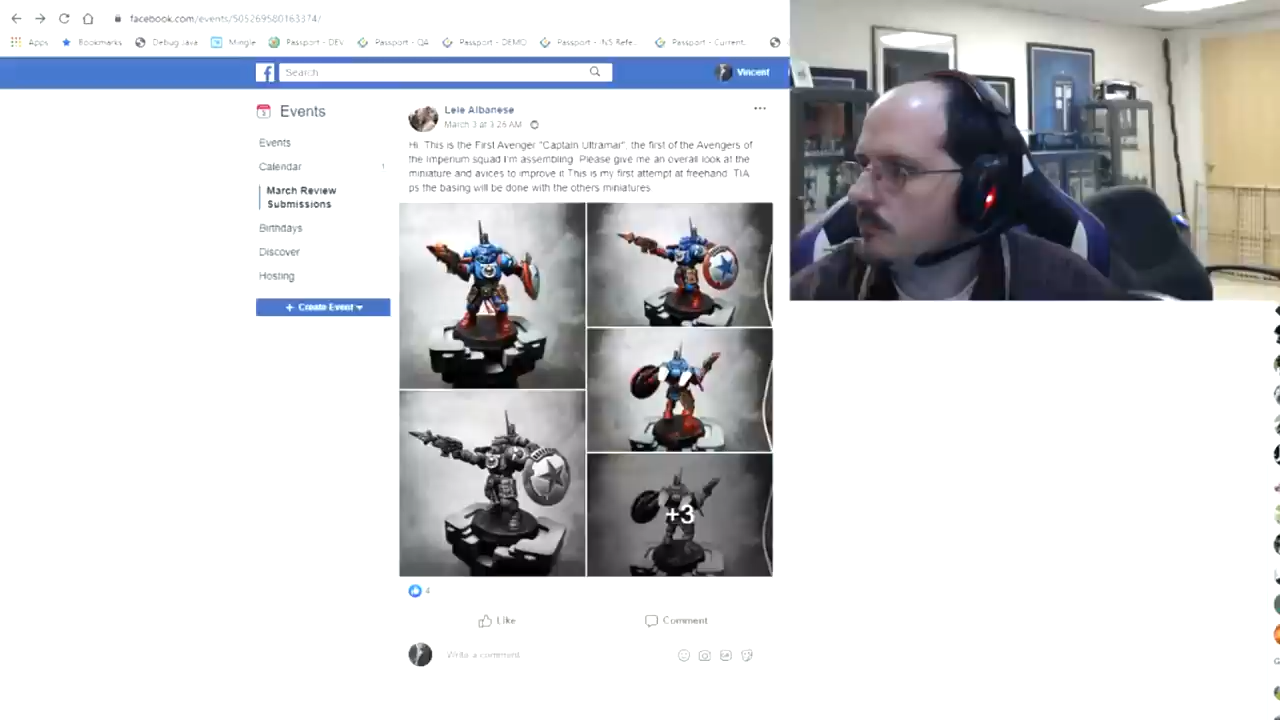 facebook.com/events/505269580163374/
Apps Bookmarks Debug Java Mingle Passport - DEV Passport - QA Passport - DEMO Passport - INS Refe... Passport - Current...
Search
Vincent
Events
Events
Calendar 1
March Review
Submissions
Birthdays
Discover
Hosting
+ Create Event
Lele Albanese
March 3 at 3:26 AM
Hi. This is the First Avenger "Captain Ultramar", the first of the Avengers of
the Imperium squad I'm assembling. Please give me an overall look at the
miniature and avices to improve it.This is my first attempt at freehand. TIA
ps the basing will be done with the others miniatures
+3
4
Like
Comment
Write a comment